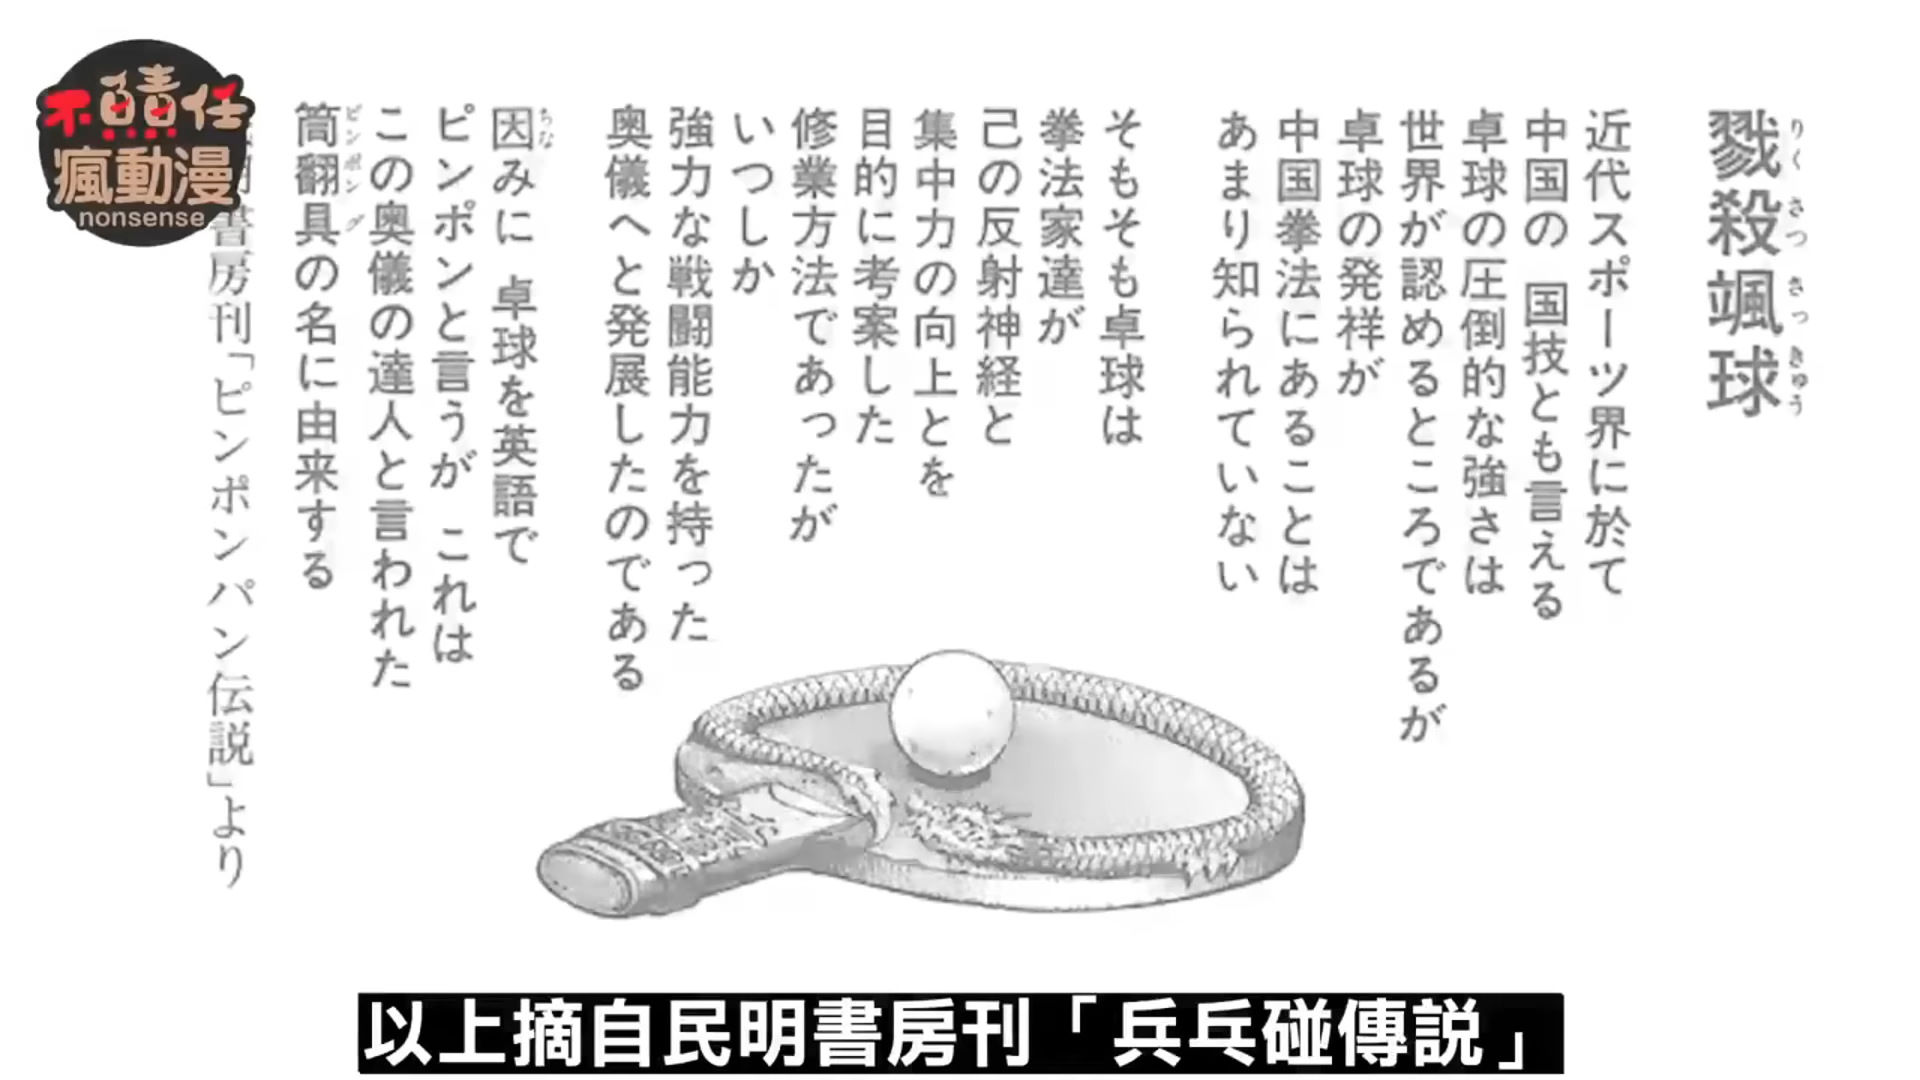 戮殺颯球
りくさつさっきゅう
近代スポーツ界に於て
中国の 国技とも言える
卓球の圧倒的な強さは
世界が認めるところであるが
卓球の発祥が
中国拳法にあることは
あまり知られていない
そもそも卓球は
拳法家達が
己の反射神経と
集中力の向上とを
目的に考案した
修業方法であったが
いつしか
強力な戦闘能力を持った
奥儀へと発展したのである
因みに 卓球を英語で
ちな
ピンポンと言うが これは
この奥儀の達人と言われた
筒翻具の名に由来する
ピンポング
書房刊「ピンポンパン伝説」より
不負責任
瘋動漫
nonsense
以上摘自民明書房刊「兵乓碰傳説」